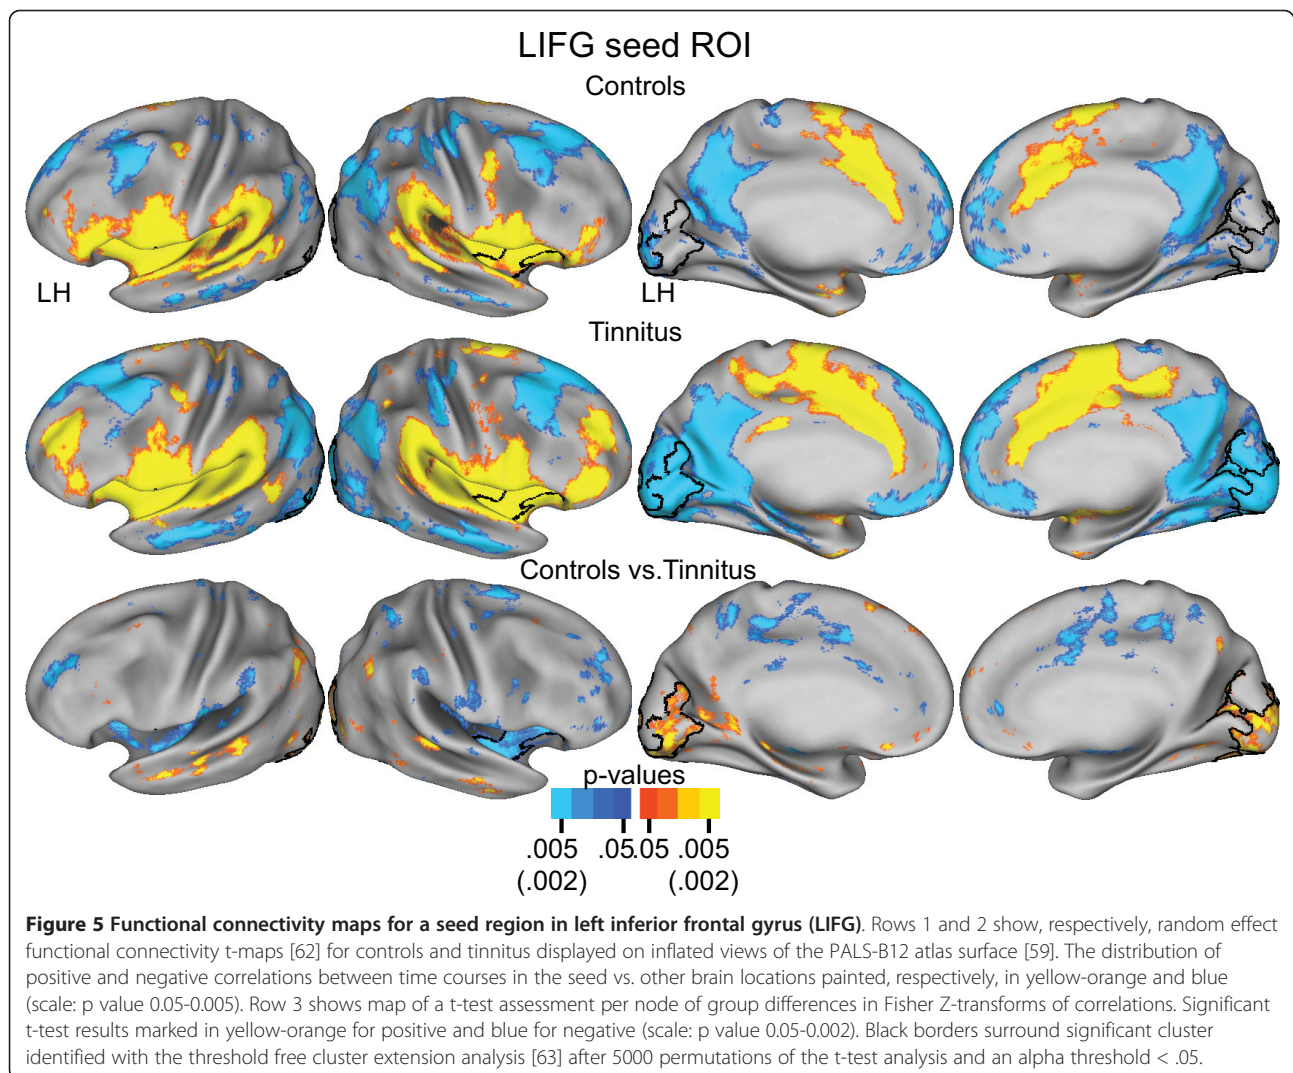 LIFG seed ROI
Controls
LH
LH
Tinnitus
Controls vs.Tinnitus
p-values
.005 .05 .05 .005
(.002) (.002)
Figure 5 Functional connectivity maps for a seed region in left inferior frontal gyrus (LIFG). Rows 1 and 2 show, respectively, random effect
functional connectivity t-maps [62] for controls and tinnitus displayed on inflated views of the PALS-B12 atlas surface [59]. The distribution of
positive and negative correlations between time courses in the seed vs. other brain locations painted, respectively, in yellow-orange and blue
(scale: p value 0.05-0.005). Row 3 shows map of a t-test assessment per node of group differences in Fisher Z-transforms of correlations. Significant
t-test results marked in yellow-orange for positive and blue for negative (scale: p value 0.05-0.002). Black borders surround significant cluster
identified with the threshold free cluster extension analysis [63] after 5000 permutations of the t-test analysis and an alpha threshold < .05.